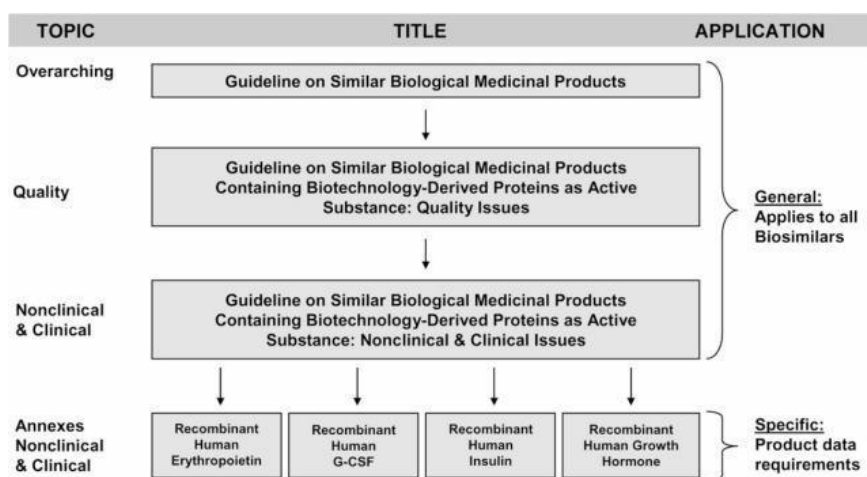 TOPIC TITLE APPLICATION
Overarching
Guideline on Similar Biological Medicinal Products
Quality
Guideline on Similar Biological Medicinal Products
Containing Biotechnology-Derived Proteins as Active
Substance: Quality Issues
General:
Applies to all
Biosimilars
Nonclinical
& Clinical
Guideline on Similar Biological Medicinal Products
Containing Biotechnology-Derived Proteins as Active
Substance: Nonclinical & Clinical Issues
Annexes
Nonclinical
& Clinical
Recombinant
Human
Erythropoietin
Recombinant
Human
G-CSF
Recombinant
Human
Insulin
Recombinant
Human Growth
Hormone
Specific:
Product data
requirements